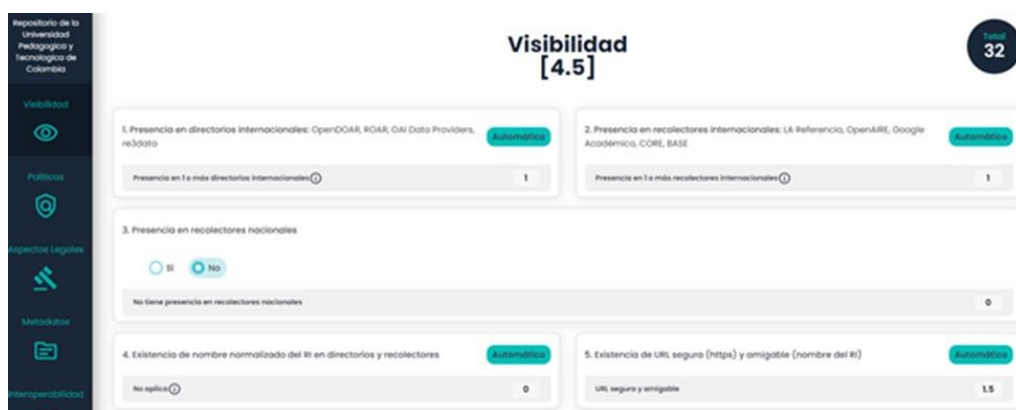 Repositorio de la
Universidad
Pedagogica y
Tecnologica de
Colombia
Visibilidad
Políticas
Aspectos Legales
Metadatos
Interoperabilidad
Visibilidad
[4.5]
Total
32
1. Presencia en directorios internacionales: OpenDOAR, ROAR, OAI Data Providers,
re3data
Automático
Presencia en 1 o más directorios internacionales
1
2. Presencia en recolectores internacionales: LA Referencia, OpenAIRE, Google
Académico, CORE, BASE
Automático
Presencia en 1 o más recolectores internacionales
1
3. Presencia en recolectores nacionales
Sí
No
No tiene presencia en recolectores nacionales
0
4. Existencia de nombre normalizado del RI en directorios y recolectores
Automático
No aplica
0
5. Existencia de URL segura (https) y amigable (nombre del RI)
Automático
URL segura y amigable
1.5